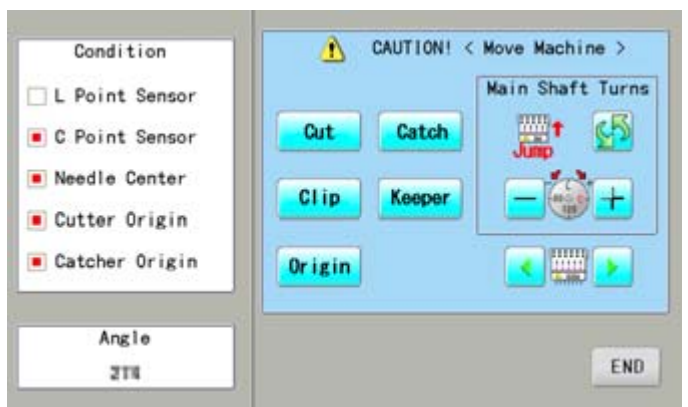 Condition
L Point Sensor
C Point Sensor
Needle Center
Cutter Origin
Catcher Origin
Angle
CAUTION! < Move Machine >
Main Shaft Turns
Jump
Cut
Catch
Clip
Keeper
Origin
END